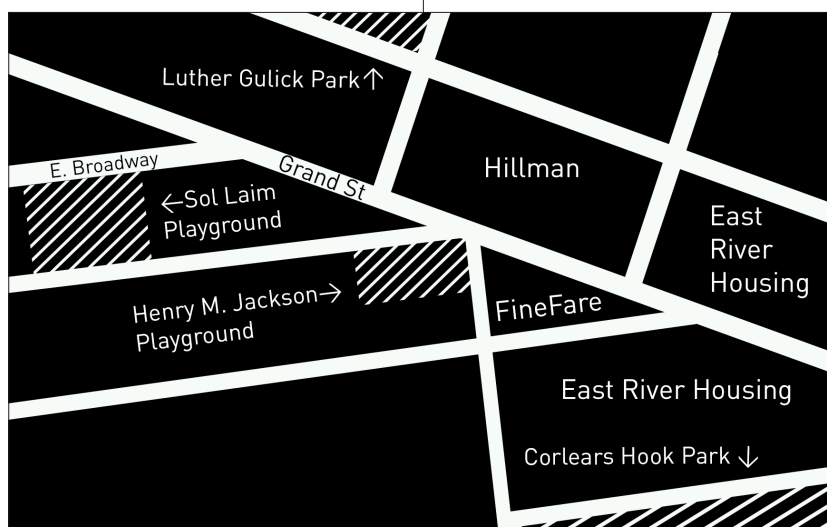 Luther Gulick Park↑
E. Broadway
Grand St
Hillman
←Sol Laim
Playground
East
River
Housing
Henry M. Jackson→
Playground
FineFare
East River Housing
Corlears Hook Park ↓